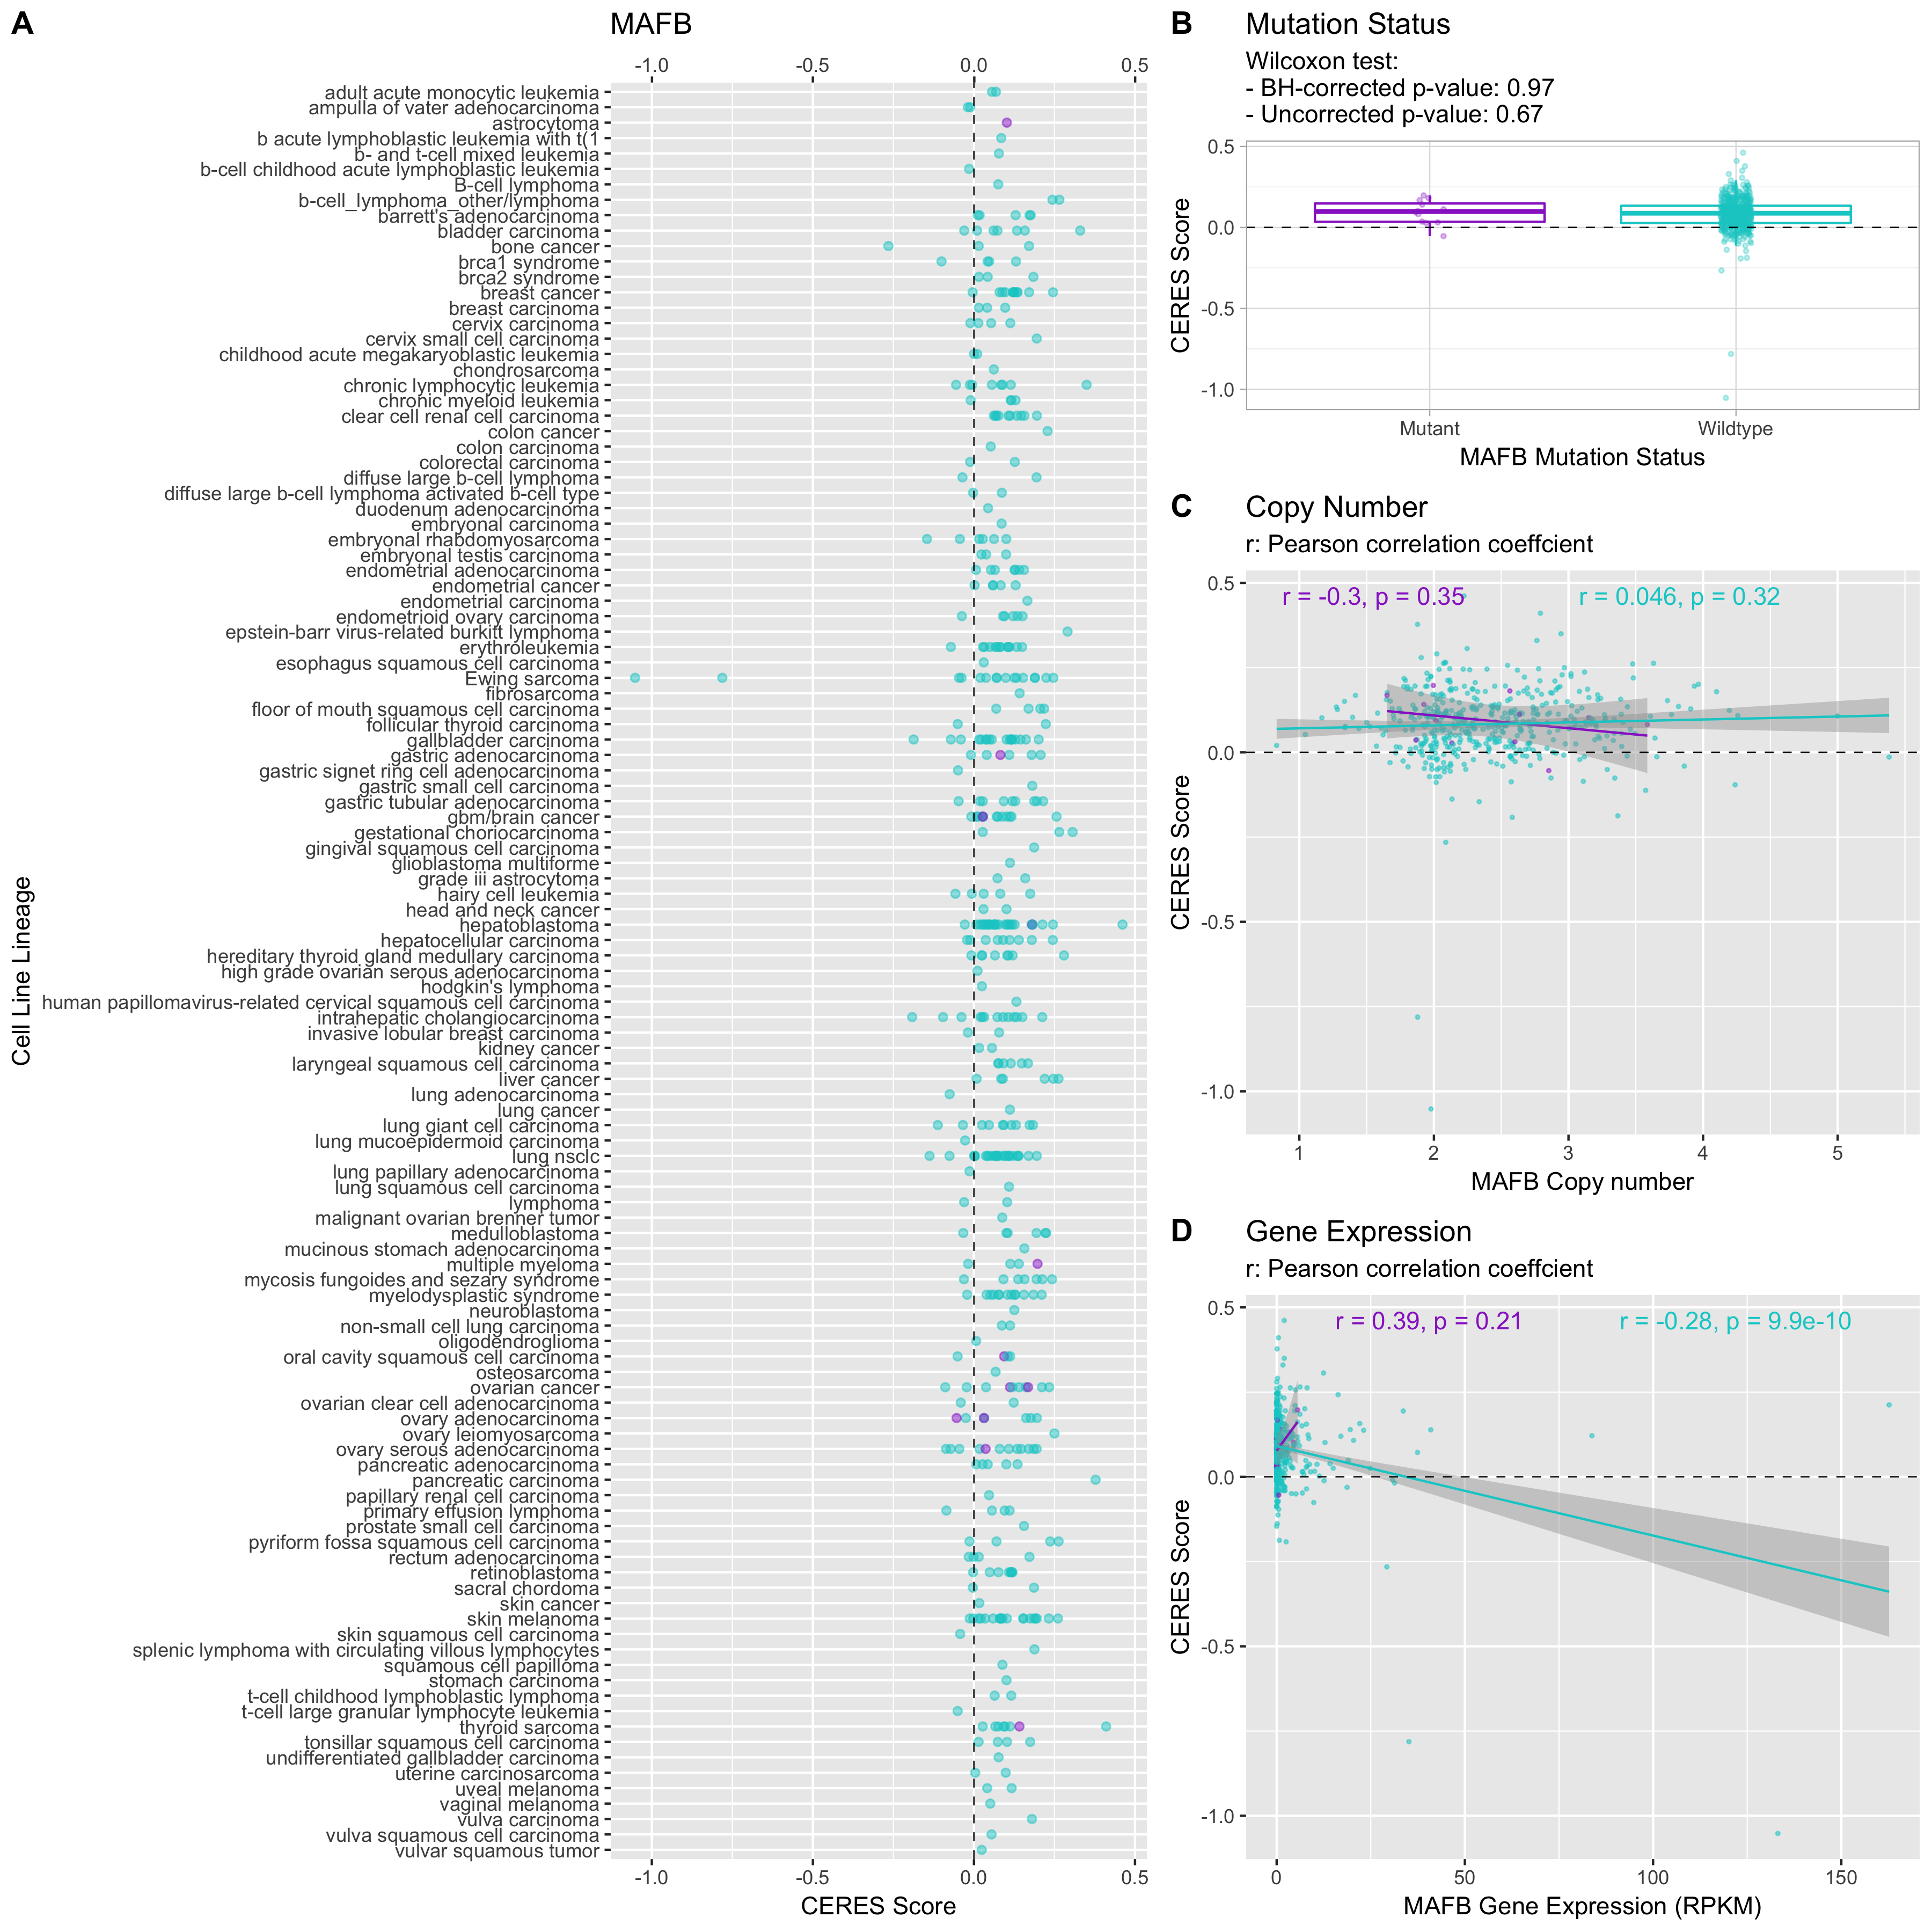 A
MAFB
-1.0 -0.5 0.0 0.5
adult acute monocytic leukemia
ampulla of vater adenocarcinoma
astrocytoma
b acute lymphoblastic leukemia with t(1
b- and t-cell mixed leukemia
b-cell childhood acute lymphoblastic leukemia
B-cell lymphoma
b-cell_lymphoma_other/lymphoma
barrett's adenocarcinoma
bladder carcinoma
bone cancer
brca1 syndrome
brca2 syndrome
breast cancer
breast carcinoma
cervix carcinoma
cervix small cell carcinoma
childhood acute megakaryoblastic leukemia
chondrosarcoma
chronic lymphocytic leukemia
chronic myeloid leukemia
clear cell renal cell carcinoma
colon cancer
colon carcinoma
colorectal carcinoma
diffuse large b-cell lymphoma
diffuse large b-cell lymphoma activated b-cell type
duodenum adenocarcinoma
embryonal carcinoma
embryonal rhabdomyosarcoma
embryonal testis carcinoma
endometrial adenocarcinoma
endometrial cancer
endometrial carcinoma
endometrioid ovary carcinoma
epstein-barr virus-related burkitt lymphoma
erythroleukemia
esophagus squamous cell carcinoma
Ewing sarcoma
fibrosarcoma
floor of mouth squamous cell carcinoma
follicular thyroid carcinoma
gallbladder carcinoma
gastric adenocarcinoma
gastric signet ring cell adenocarcinoma
gastric small cell carcinoma
gastric tubular adenocarcinoma
gbm/brain cancer
gestational choriocarcinoma
gingival squamous cell carcinoma
glioblastoma multiforme
grade iii astrocytoma
hairy cell leukemia
head and neck cancer
hepatoblastoma
hepatocellular carcinoma
hereditary thyroid gland medullary carcinoma
high grade ovarian serous adenocarcinoma
hodgkin's lymphoma
human papillomavirus-related cervical squamous cell carcinoma
intrahepatic cholangiocarcinoma
invasive lobular breast carcinoma
kidney cancer
laryngeal squamous cell carcinoma
liver cancer
lung adenocarcinoma
lung cancer
lung giant cell carcinoma
lung mucoepidermoid carcinoma
lung nsclc
lung papillary adenocarcinoma
lung squamous cell carcinoma
lymphoma
malignant ovarian brenner tumor
medulloblastoma
mucinous stomach adenocarcinoma
multiple myeloma
mycosis fungoides and sezary syndrome
myelodysplastic syndrome
neuroblastoma
non-small cell lung carcinoma
oligodendroglioma
oral cavity squamous cell carcinoma
osteosarcoma
ovarian cancer
ovarian clear cell adenocarcinoma
ovary adenocarcinoma
ovary leiomyosarcoma
ovary serous adenocarcinoma
pancreatic adenocarcinoma
pancreatic carcinoma
papillary renal cell carcinoma
primary effusion lymphoma
prostate small cell carcinoma
pyriform fossa squamous cell carcinoma
rectum adenocarcinoma
retinoblastoma
sacral chordoma
skin cancer
skin melanoma
skin squamous cell carcinoma
splenic lymphoma with circulating villous lymphocytes
squamous cell papilloma
stomach carcinoma
t-cell childhood lymphoblastic lymphoma
t-cell large granular lymphocyte leukemia
thyroid sarcoma
tonsillar squamous cell carcinoma
undifferentiated gallbladder carcinoma
uterine carcinosarcoma
uveal melanoma
vaginal melanoma
vulva carcinoma
vulva squamous cell carcinoma
vulvar squamous tumor
-1.0 -0.5 0.0 0.5
CERES Score
Cell Line Lineage
B
Mutation Status
Wilcoxon test:
- BH-corrected p-value: 0.97
- Uncorrected p-value: 0.67
0.5
0.0
-0.5
-1.0
CERES Score
Mutant Wildtype
MAFB Mutation Status
C
Copy Number
r: Pearson correlation coeffcient
r = -0.3, p = 0.35 r = 0.046, p = 0.32
0.5
0.0
-0.5
-1.0
CERES Score
1 2 3 4 5
MAFB Copy number
D
Gene Expression
r: Pearson correlation coeffcient
r = 0.39, p = 0.21 r = -0.28, p = 9.9e-10
0.5
0.0
-0.5
-1.0
CERES Score
0 50 100 150
MAFB Gene Expression (RPKM)